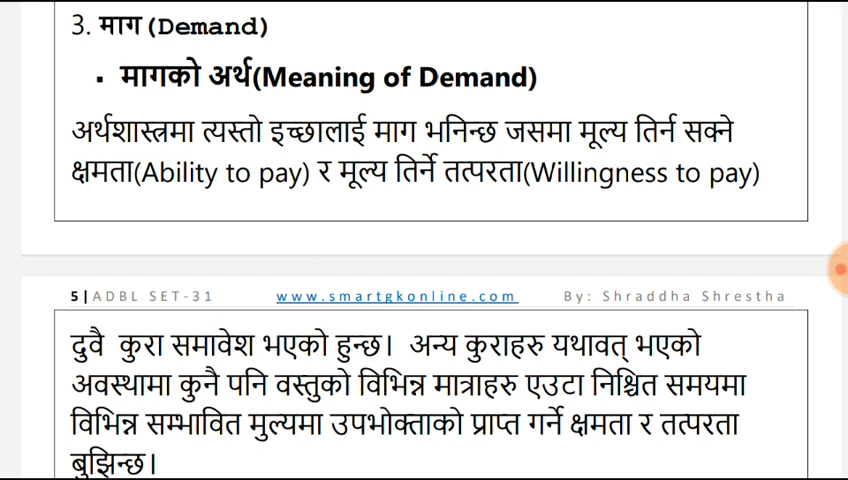 3. माग (Demand)
▪ मागको अर्थ(Meaning of Demand)
अर्थशास्त्रमा त्यस्तो इच्छालाई माग भनिन्छ जसमा मूल्य तिर्न सक्ने
क्षमता(Ability to pay) र मूल्य तिर्ने तत्परता(Willingness to pay)
5 | ADBL SET-31 www.smartgkonline.com By: Shraddha Shrestha
दुवै कुरा समावेश भएको हुन्छ। अन्य कुराहरु यथावत् भएको
अवस्थामा कुनै पनि वस्तुको विभिन्न मात्राहरु एउटा निश्चित समयमा
विभिन्न सम्भावित मुल्यमा उपभोक्ताको प्राप्त गर्ने क्षमता र तत्परता
बुझिन्छ।